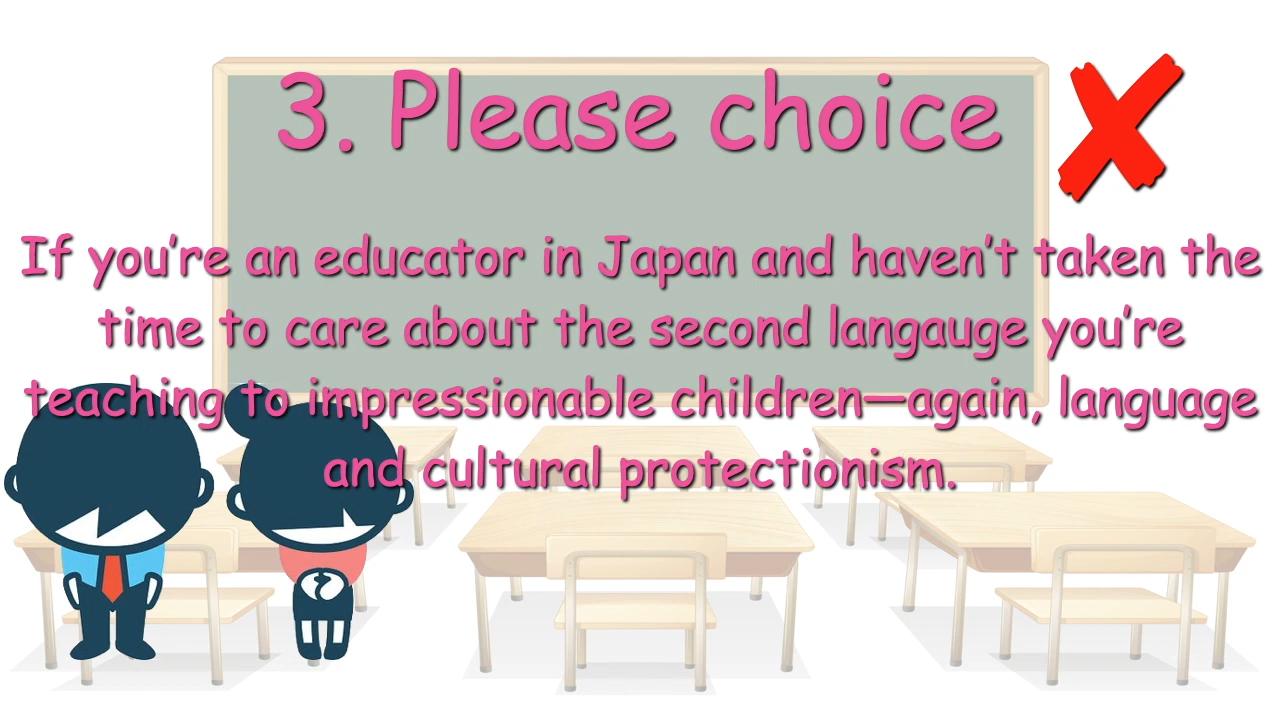 3. Please choice
If you’re an educator in Japan and haven’t taken the
time to care about the second langauge you’re
teaching to impressionable children—again, language
and cultural protectionism.